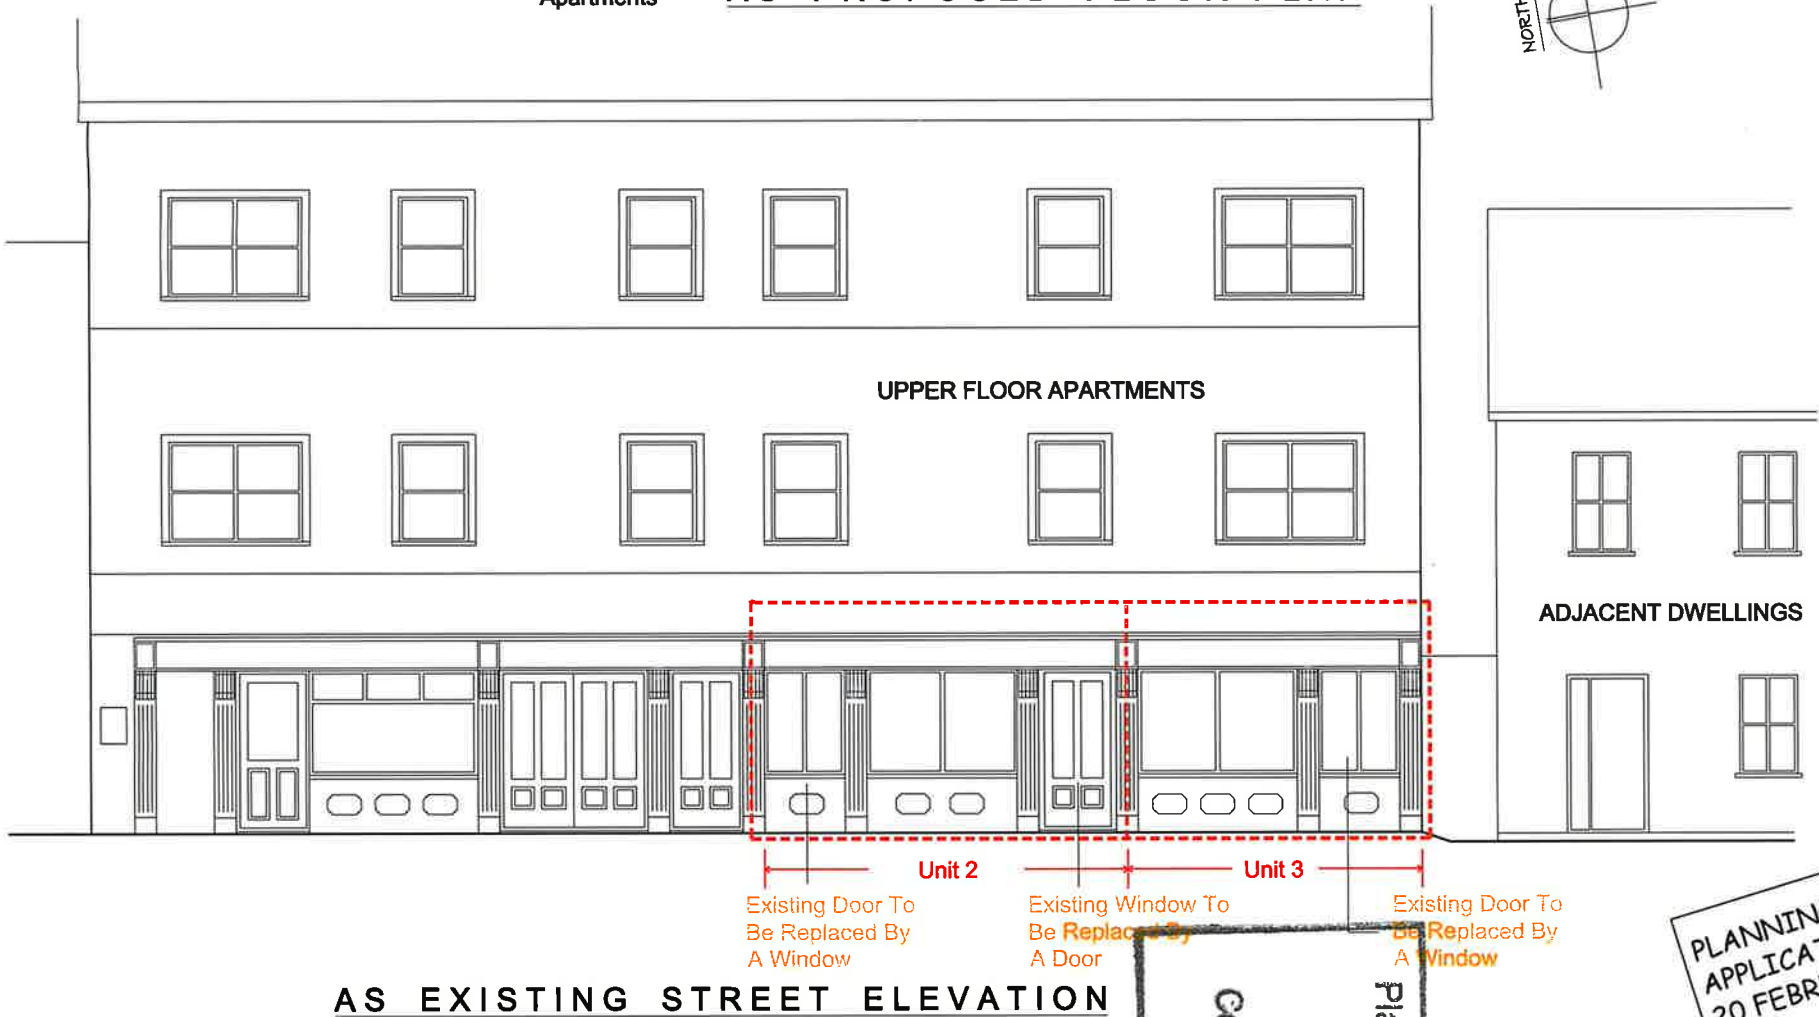 Apartments
NORTH
UPPER FLOOR APARTMENTS
ADJACENT DWELLINGS
Unit 2
Unit 3
Existing Door To
Be Replaced By
A Window
Existing Window To
Be Replaced By
A Door
Existing Door To
Be Replaced By
A Window
AS EXISTING STREET ELEVATION
PLANNIN
APPLICAT
20 FEBR